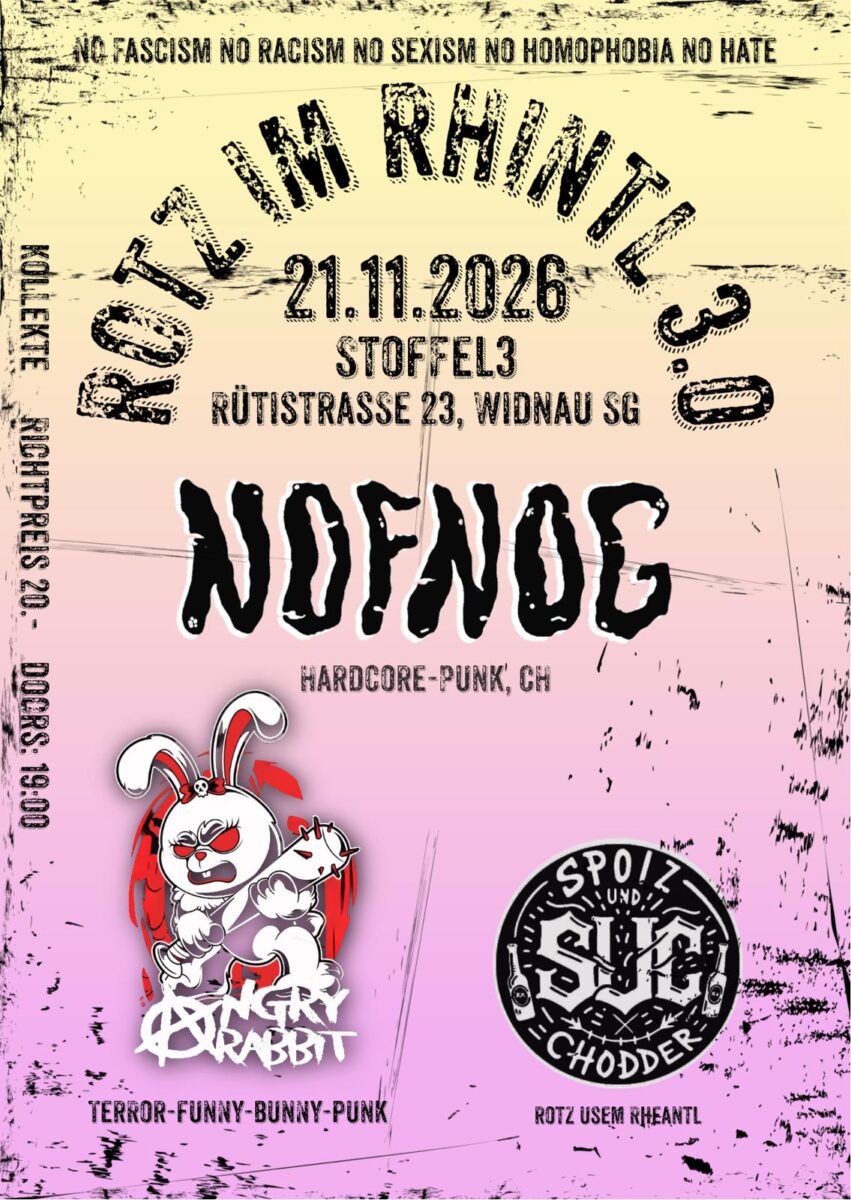 NO FASCISM NO RACISM NO SEXISM NO HOMOPHOBIA NO HATE
ROTZ IM RHINTL 3.0
21.11.2026
STOFFEL3
RÜTISTRASSE 23, WIDNAU SG
KOLLEKTE RICHTPREIS 20.- DOORS: 19:00
NOFNOG
HARDCORE-PUNK, CH
ANGRY
RABBIT
TERROR-FUNNY-BUNNY-PUNK
SPOIZ
UND
SUC
CHODDER
ROTZ USEM RHEANTL